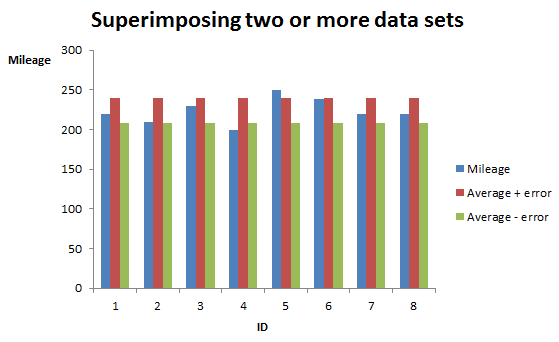 Superimposing two or more data sets
Mileage
300
250
200
150
100
50
0
1 2 3 4 5 6 7 8
ID
Mileage
Average + error
Average - error